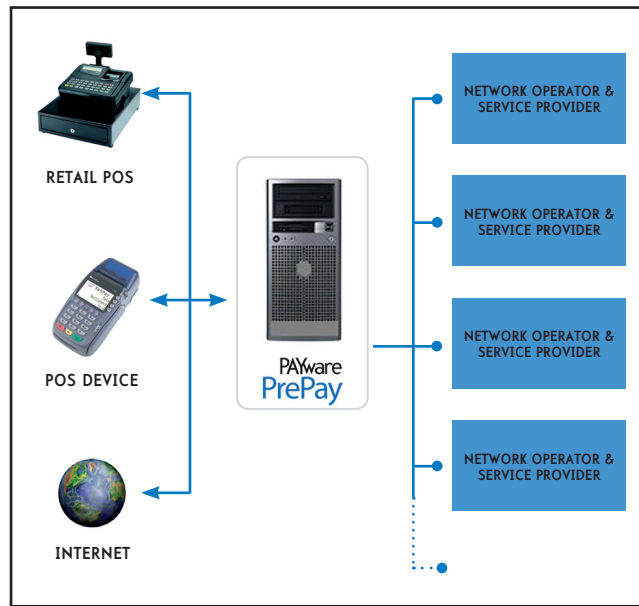 RETAIL POS
POS DEVICE
INTERNET
PAYware
PrePay
NETWORK OPERATOR &
SERVICE PROVIDER
NETWORK OPERATOR &
SERVICE PROVIDER
NETWORK OPERATOR &
SERVICE PROVIDER
NETWORK OPERATOR &
SERVICE PROVIDER